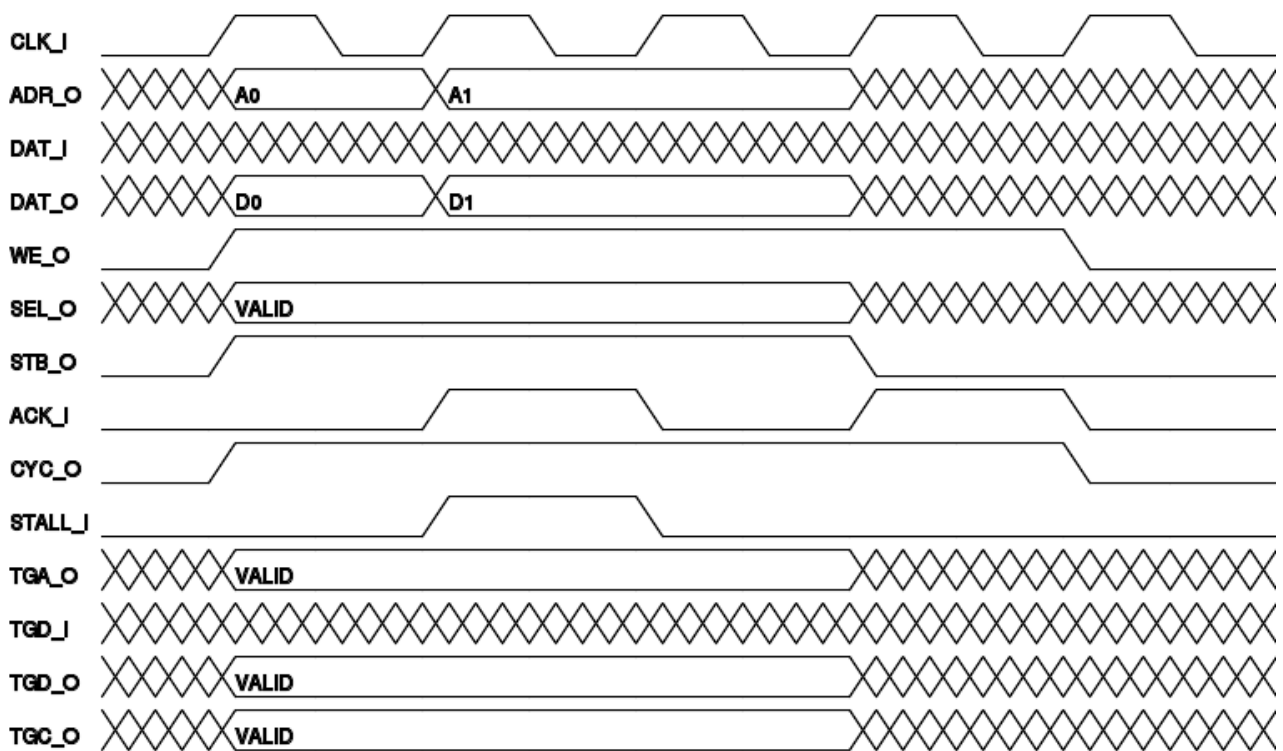 CLK_I
ADR_O A0 A1
DAT_I
DAT_O D0 D1
WE_O
SEL_O VALID
STB_O
ACK_I
CYC_O
STALL_I
TGA_O VALID
TGD_I
TGD_O VALID
TGC_O VALID